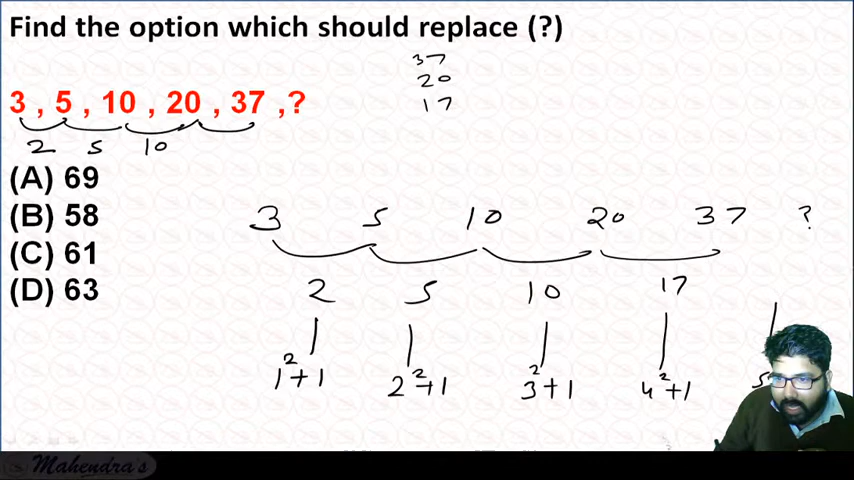 Find the option which should replace (?)
37
20
17
3 , 5 , 10 , 20 , 37 ,?
2 5 10
(A) 69
(B) 58
(C) 61
(D) 63
3 5 10 20 37 ?
2 5 10 17
1²+1 2²+1 3²+1 4²+1 5
Mahendra's